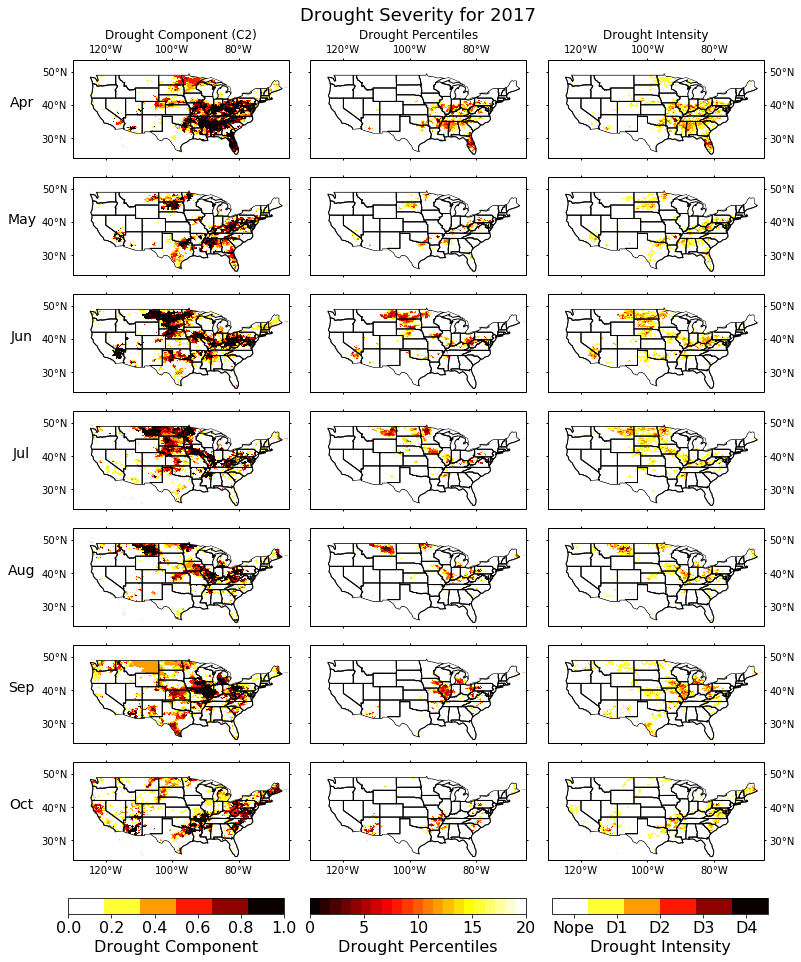 Drought Severity for 2017
Drought Component (C2) Drought Percentiles Drought Intensity
120°W 100°W 80°W 120°W 100°W 80°W 120°W 100°W 80°W
50°N 50°N
Apr 40°N 40°N
30°N 30°N
50°N 50°N
May 40°N 40°N
30°N 30°N
50°N 50°N
Jun 40°N 40°N
30°N 30°N
50°N 50°N
Jul 40°N 40°N
30°N 30°N
50°N 50°N
Aug 40°N 40°N
30°N 30°N
50°N 50°N
Sep 40°N 40°N
30°N 30°N
50°N 50°N
Oct 40°N 40°N
30°N 30°N
120°W 100°W 80°W 120°W 100°W 80°W 120°W 100°W 80°W
0.0 0.2 0.4 0.6 0.8 1.0 0 5 10 15 20 Nope D1 D2 D3 D4
Drought Component Drought Percentiles Drought Intensity